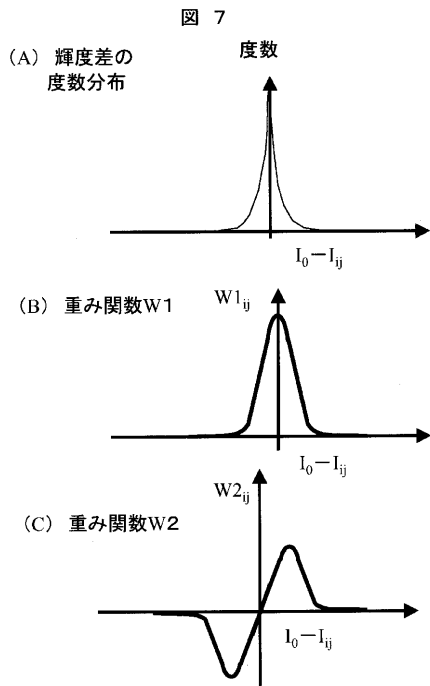 図 7
(A) 輝度差の
度数分布
度数
I₀－Iᵢⱼ
(B) 重み関数W1
W1ᵢⱼ
I₀－Iᵢⱼ
(C) 重み関数W2
W2ᵢⱼ
I₀－Iᵢⱼ